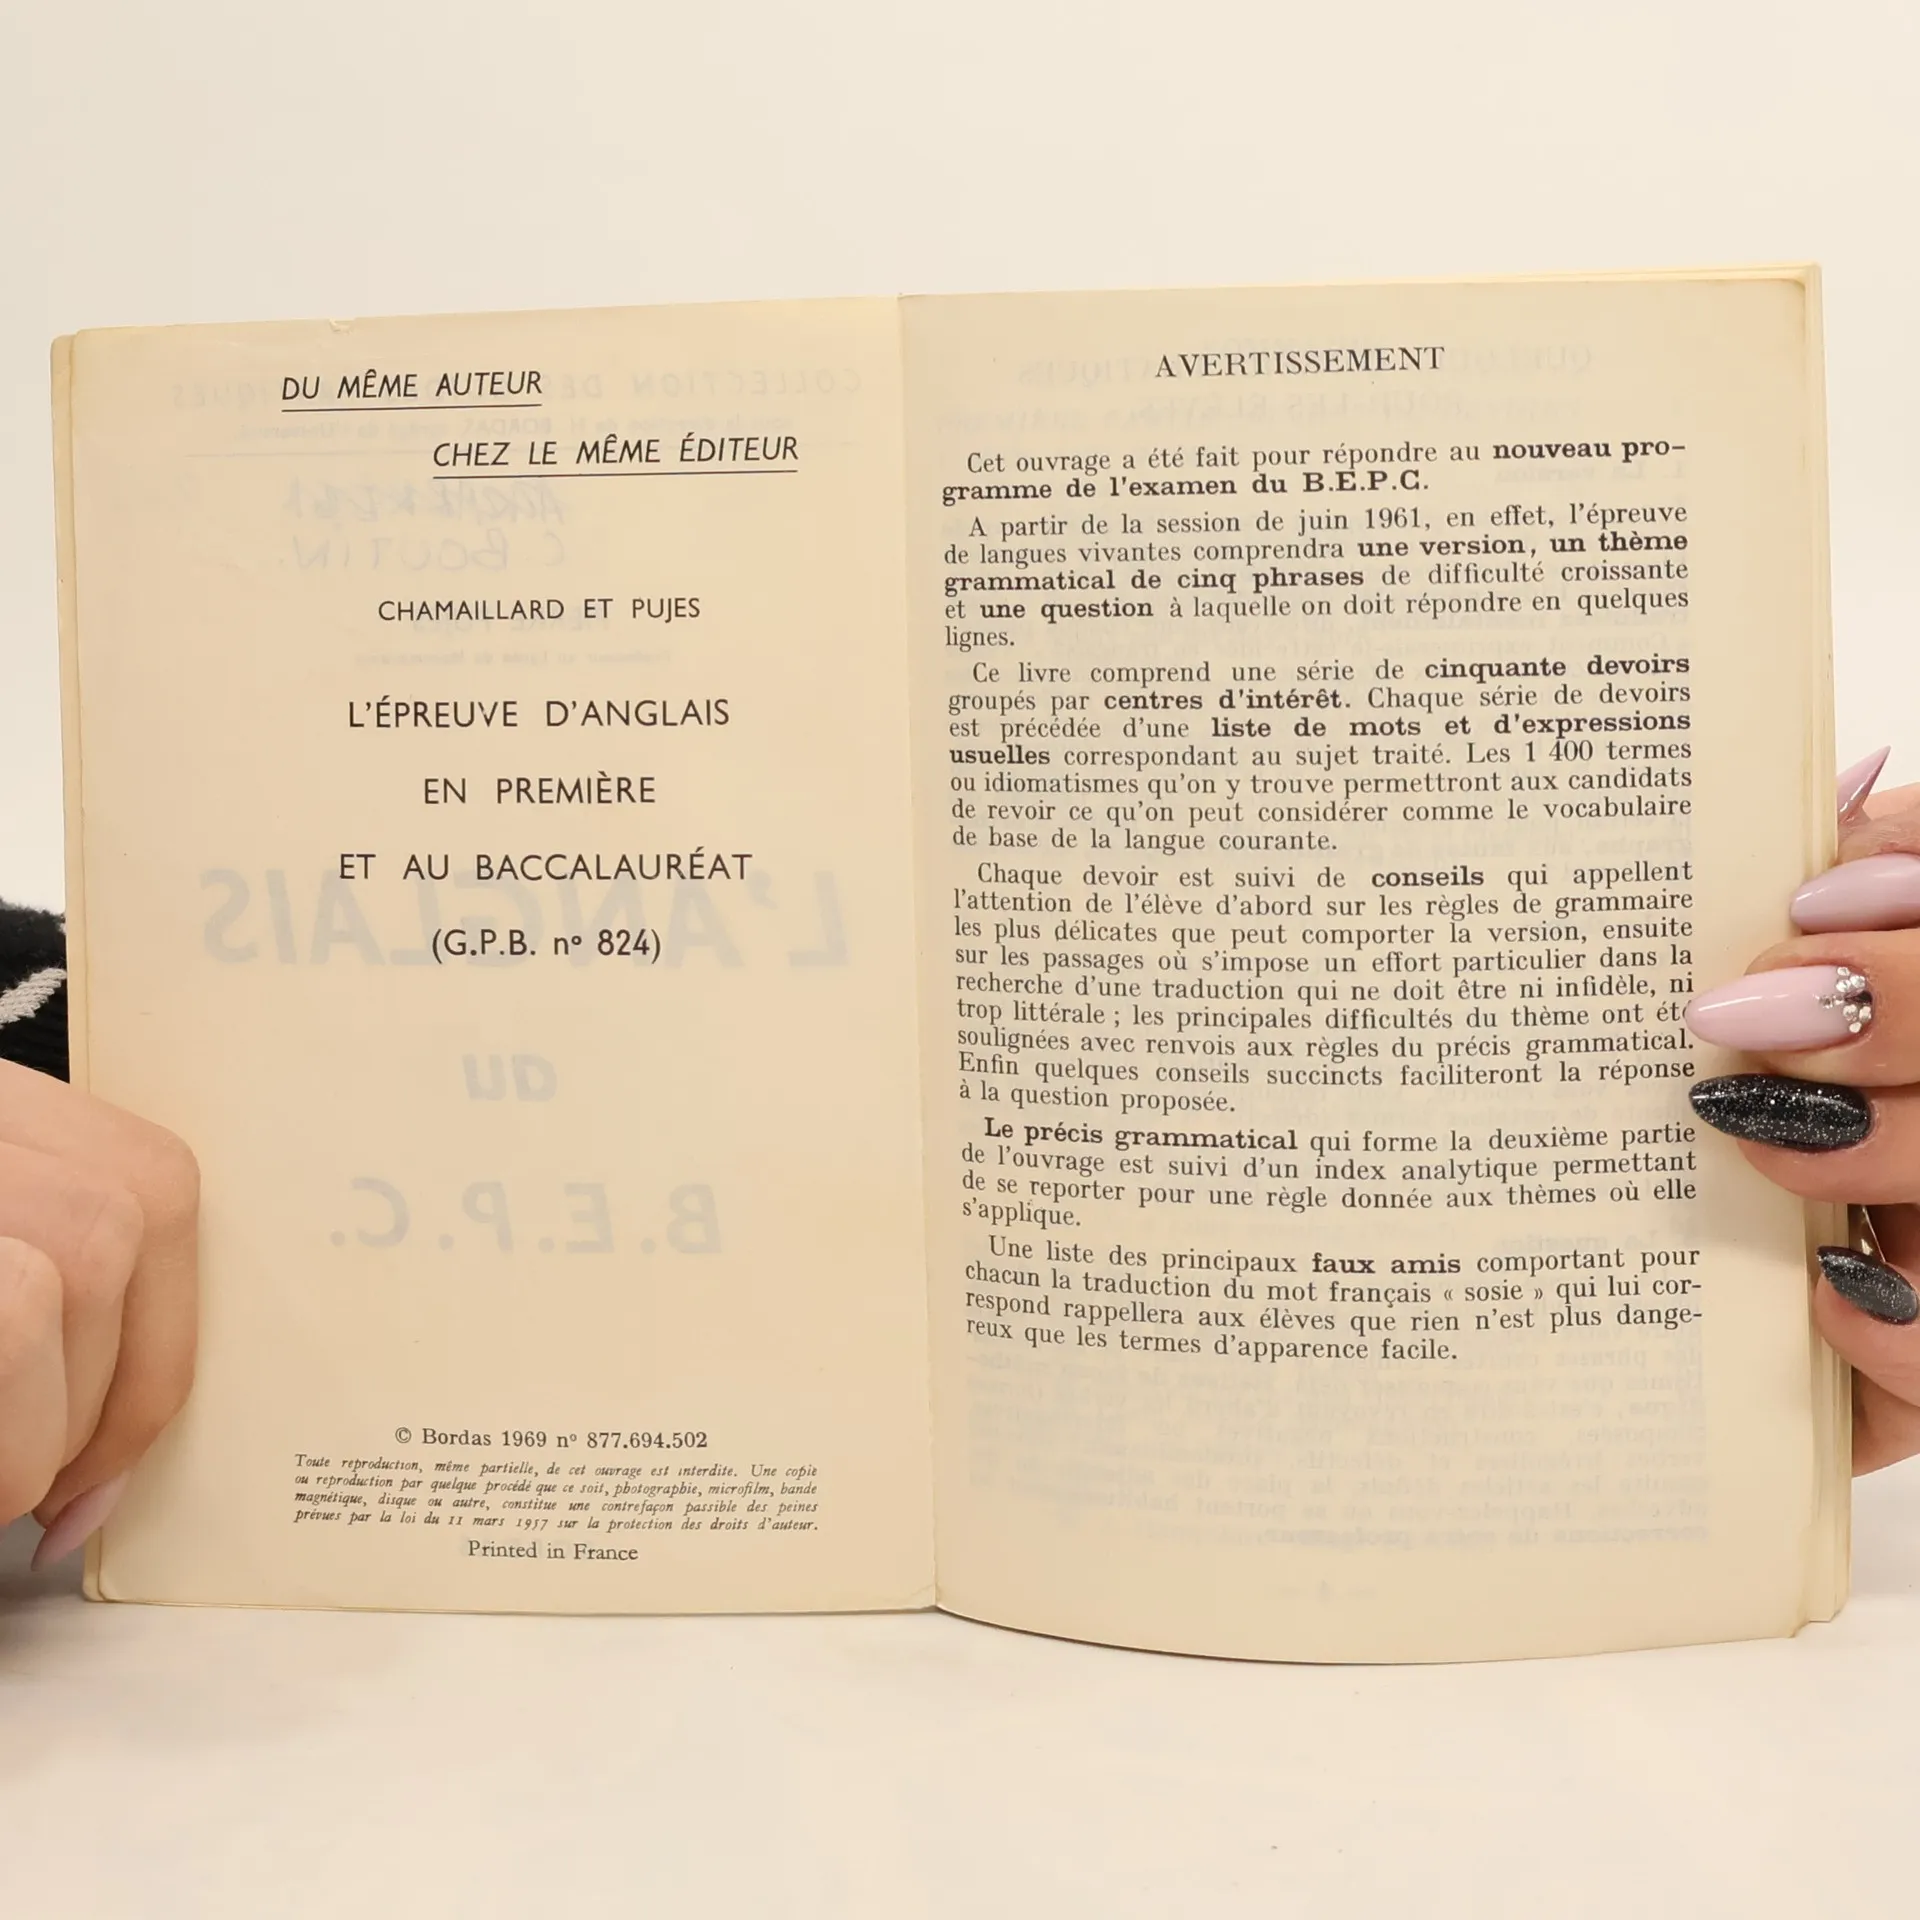 DU MÊME AUTEUR
CHEZ LE MÊME ÉDITEUR
CHAMAILLARD ET PUJES
L'ÉPREUVE D'ANGLAIS
EN PREMIÈRE
ET AU BACCALAURÉAT
(G.P.B. nº 824)
© Bordas 1969 nº 877.694.502
Toute reproduction, même partielle, de cet ouvrage est interdite. Une copie
ou reproduction par quelque procédé que ce soit, photographie, microfilm, bande
magnétique, disque ou autre, constitue une contrefaçon passible des peines
prévues par la loi du 11 mars 1957 sur la protection des droits d'auteur.
Printed in France
AVERTISSEMENT
Cet ouvrage a été fait pour répondre au nouveau pro-
gramme de l'examen du B.E.P.C.
A partir de la session de juin 1961, en effet, l'épreuve
de langues vivantes comprendra une version, un thème
grammatical de cinq phrases de difficulté croissante
et une question à laquelle on doit répondre en quelques
lignes.
Ce livre comprend une série de cinquante devoirs
groupés par centres d'intérêt. Chaque série de devoirs
est précédée d'une liste de mots et d'expressions
usuelles correspondant au sujet traité. Les 1 400 termes
ou idiomatismes qu'on y trouve permettront aux candidats
de revoir ce qu'on peut considérer comme le vocabulaire
de base de la langue courante.
Chaque devoir est suivi de conseils qui appellent
l'attention de l'élève d'abord sur les règles de grammaire
les plus délicates que peut comporter la version, ensuite
sur les passages où s'impose un effort particulier dans la
recherche d'une traduction qui ne doit être ni infidèle, ni
trop littérale ; les principales difficultés du thème ont été
soulignées avec renvois aux règles du précis grammatical.
Enfin quelques conseils succincts faciliteront la réponse
à la question proposée.
Le précis grammatical qui forme la deuxième partie
de l'ouvrage est suivi d'un index analytique permettant
de se reporter pour une règle donnée aux thèmes où elle
s'applique.
Une liste des principaux faux amis comportant pour
chacun la traduction du mot français « sosie » qui lui cor-
respond rappellera aux élèves que rien n'est plus dange-
reux que les termes d'apparence facile.